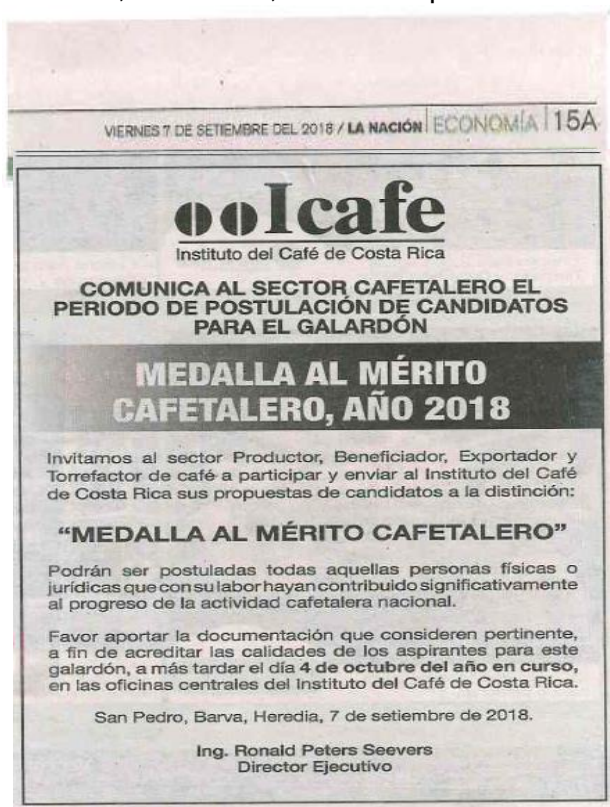 VIERNES 7 DE SETIEMBRE DEL 2018 / LA NACIÓN ECONOMÍA 15A
Icafe
Instituto del Café de Costa Rica
COMUNICA AL SECTOR CAFETALERO EL
PERIODO DE POSTULACIÓN DE CANDIDATOS
PARA EL GALARDÓN
MEDALLA AL MÉRITO
CAFETALERO, AÑO 2018
Invitamos al sector Productor, Beneficiador, Exportador y
Torrefactor de café a participar y enviar al Instituto del Café
de Costa Rica sus propuestas de candidatos a la distinción:
“MEDALLA AL MÉRITO CAFETALERO”
Podrán ser postuladas todas aquellas personas físicas o
jurídicas que con su labor hayan contribuido significativamente
al progreso de la actividad cafetalera nacional.
Favor aportar la documentación que consideren pertinente,
a fin de acreditar las calidades de los aspirantes para este
galardón, a más tardar el día 4 de octubre del año en curso,
en las oficinas centrales del Instituto del Café de Costa Rica.
San Pedro, Barva, Heredia, 7 de setiembre de 2018.
Ing. Ronald Peters Seevers
Director Ejecutivo